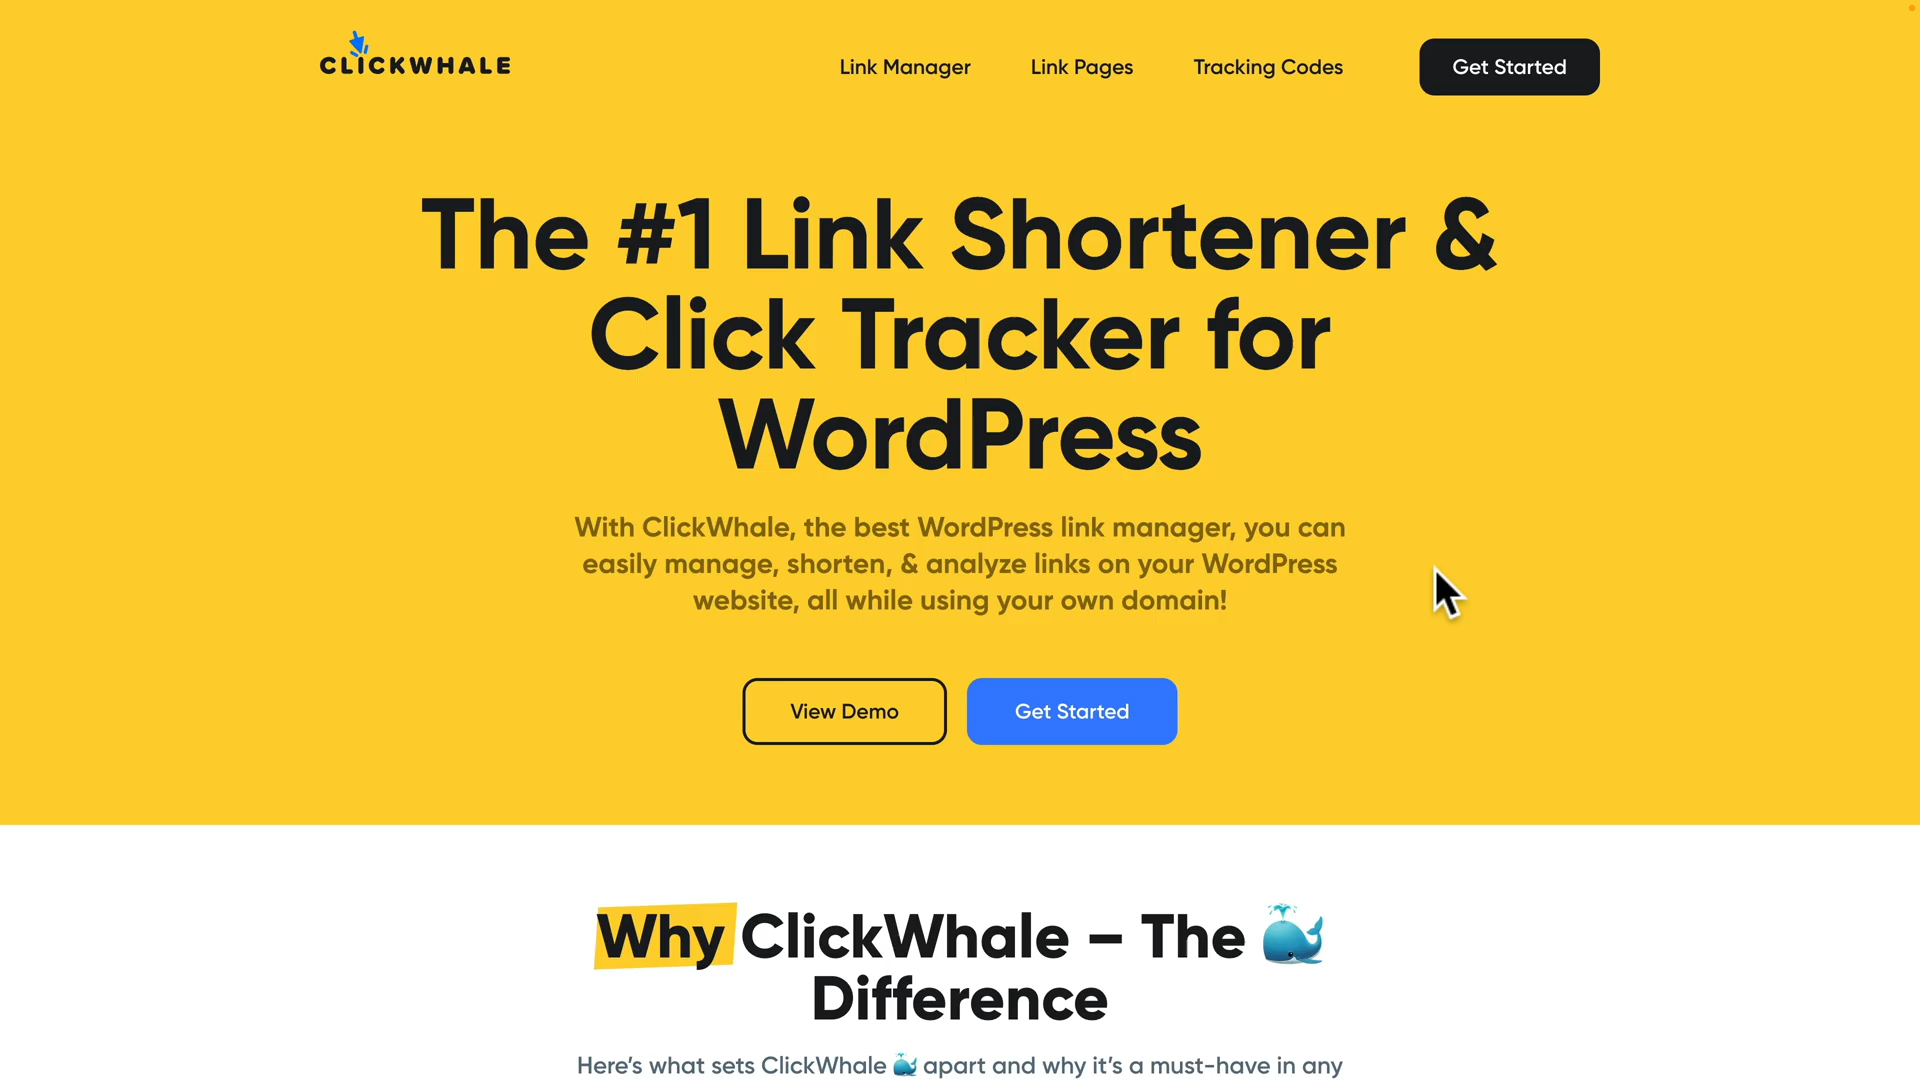 CLICKWHALE
Link Manager
Link Pages
Tracking Codes
Get Started
The #1 Link Shortener &
Click Tracker for
WordPress
With ClickWhale, the best WordPress link manager, you can
easily manage, shorten, & analyze links on your WordPress
website, all while using your own domain!
View Demo
Get Started
Why ClickWhale – The 🐳
Difference
Here’s what sets ClickWhale 🐳 apart and why it’s a must-have in any